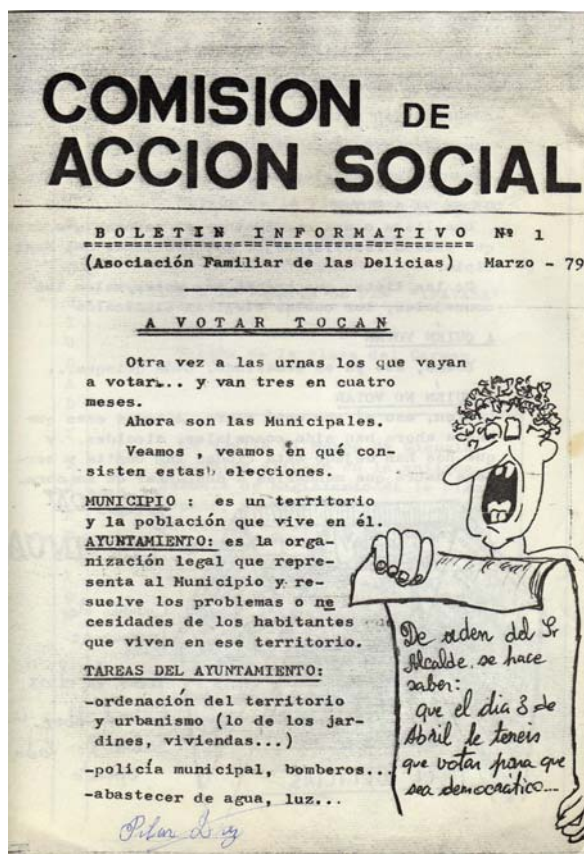 COMISION DE
ACCION SOCIAL
BOLETIN INFORMATIVO Nº 1
(Asociación Familiar de las Delicias) Marzo - 79
A VOTAR TOCAN
Otra vez a las urnas los que vayan
a votar... y van tres en cuatro
meses.
Ahora son las Municipales.
Veamos , veamos en qué con-
sisten estas elecciones.
MUNICIPIO : es un territorio
y la población que vive en él.
AYUNTAMIENTO: es la orga-
nización legal que repre-
senta al Municipio y re-
suelve los problemas o ne
cesidades de los habitantes
que viven en ese territorio.
TAREAS DEL AYUNTAMIENTO:
-ordenación del territorio
y urbanismo (lo de los jar-
dines, viviendas...)
-policía municipal, bomberos...
-abastecer de agua, luz...
De orden del Sr
Alcalde, se hace
saber:
que el dia 3 de
Abril le teneis
que votar para que
sea democrático...
Pilar